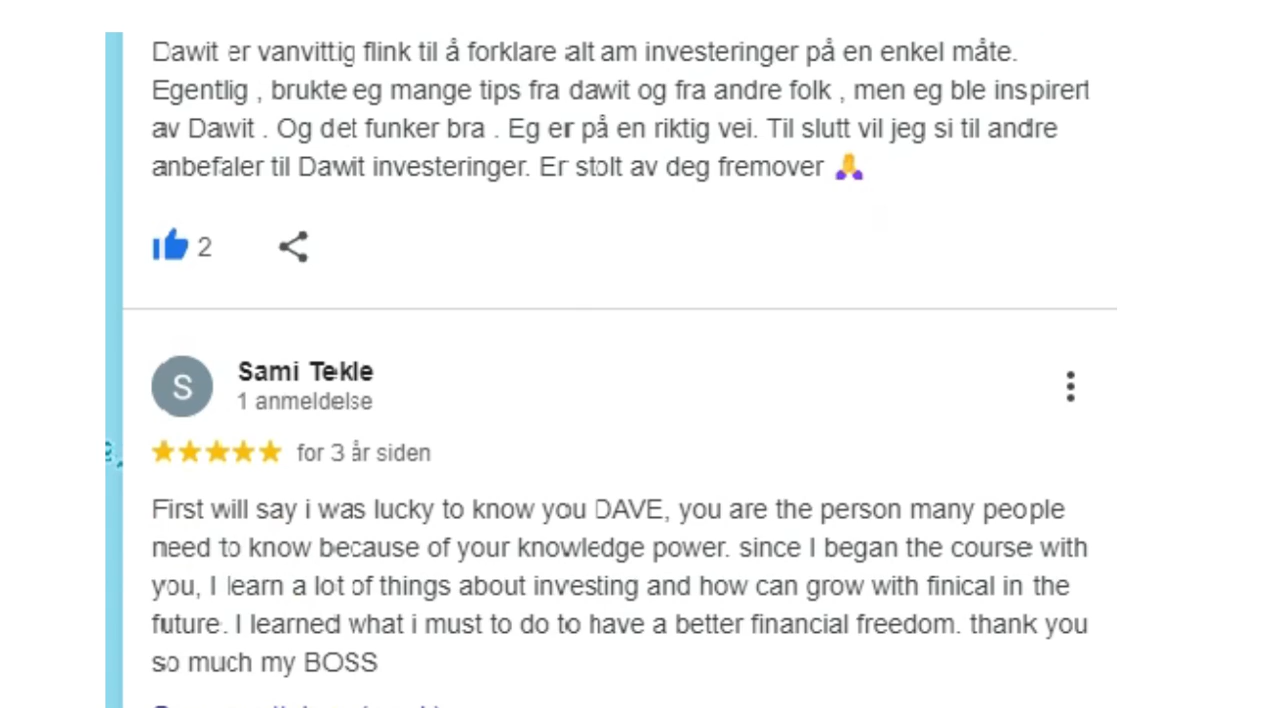 Dawit er vanvittig flink til å forklare alt am investeringer på en enkel måte.
Egentlig , brukte eg mange tips fra dawit og fra andre folk , men eg ble inspirert
av Dawit . Og det funker bra . Eg er på en riktig vei. Til slutt vil jeg si til andre
anbefaler til Dawit investeringer. Er stolt av deg fremover 🙏
2
S
Sami Tekle
1 anmeldelse
for 3 år siden
First will say i was lucky to know you DAVE, you are the person many people
need to know because of your knowledge power. since I began the course with
you, I learn a lot of things about investing and how can grow with finical in the
future. I learned what i must to do to have a better financial freedom. thank you
so much my BOSS